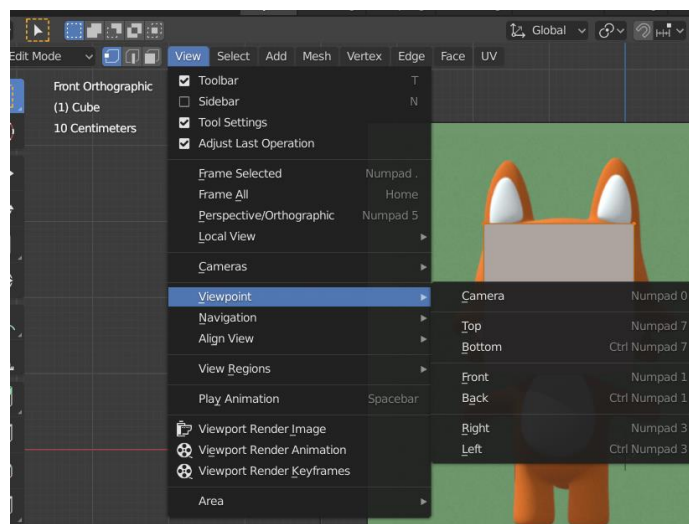 Global
Edit Mode
View Select Add Mesh Vertex Edge Face UV
Front Orthographic
(1) Cube
10 Centimeters
Toolbar T
Sidebar N
Tool Settings
Adjust Last Operation
Frame Selected Numpad .
Frame All Home
Perspective/Orthographic Numpad 5
Local View
Cameras
Viewpoint
Navigation
Align View
View Regions
Play Animation Spacebar
Viewport Render Image
Viewport Render Animation
Viewport Render Keyframes
Area
Camera Numpad 0
Top Numpad 7
Bottom Ctrl Numpad 7
Front Numpad 1
Back Ctrl Numpad 1
Right Numpad 3
Left Ctrl Numpad 3